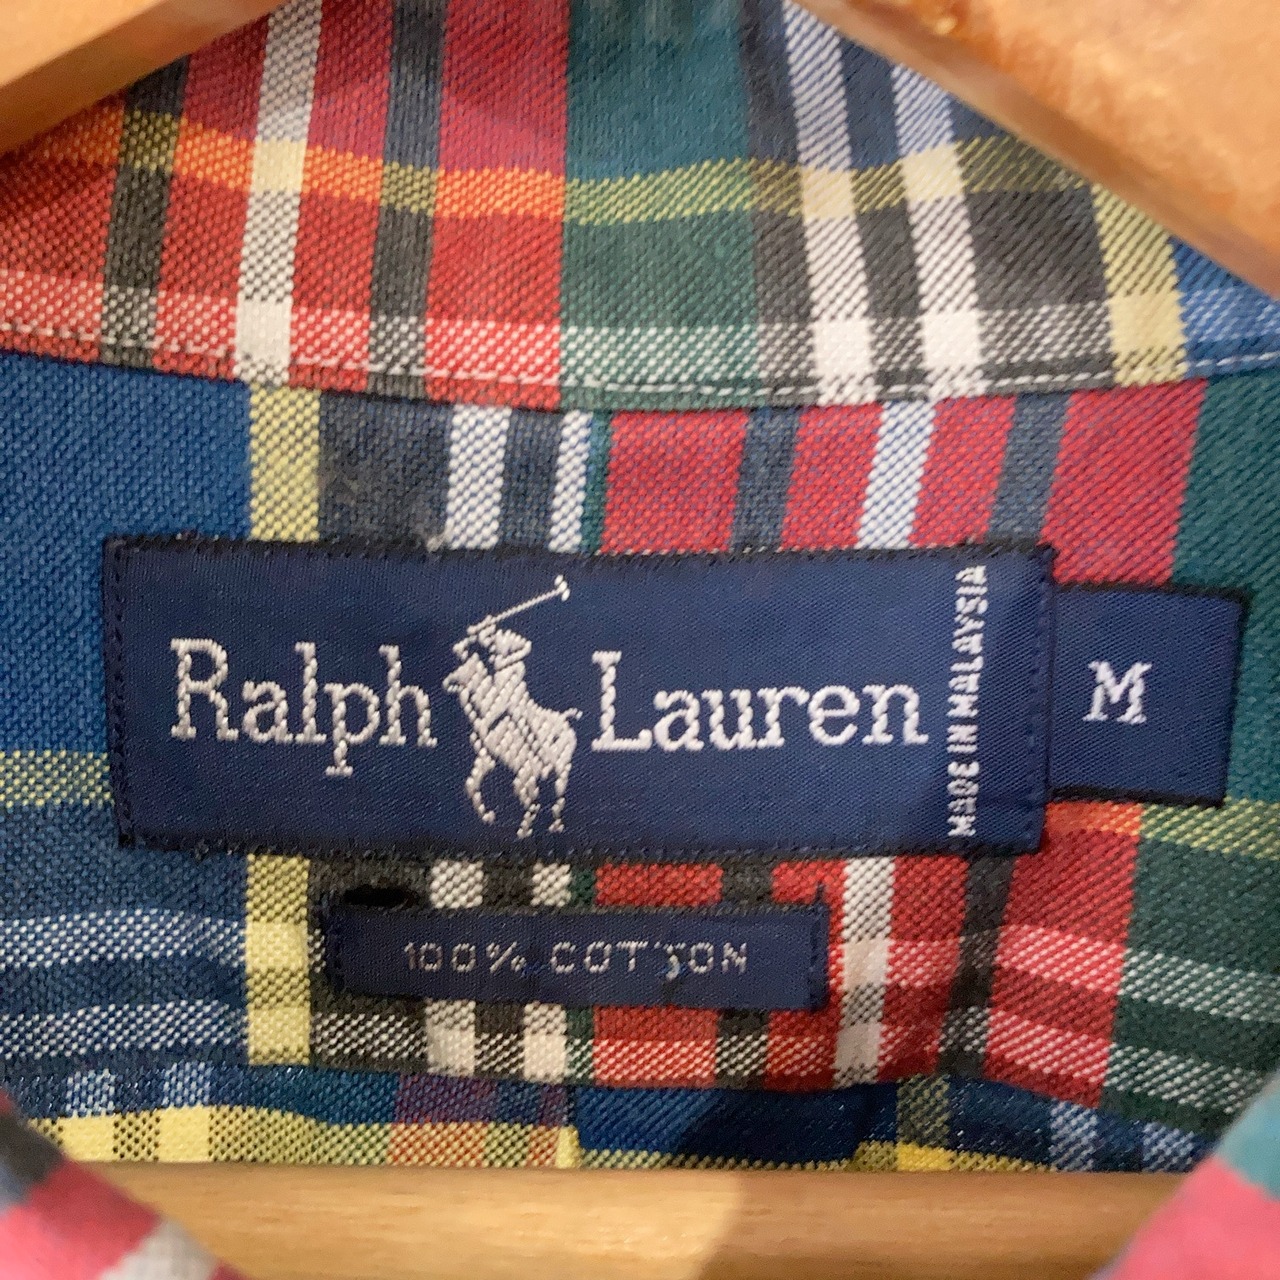 Ralph Lauren
MADE IN MALAYSIA
M
100% COTTON